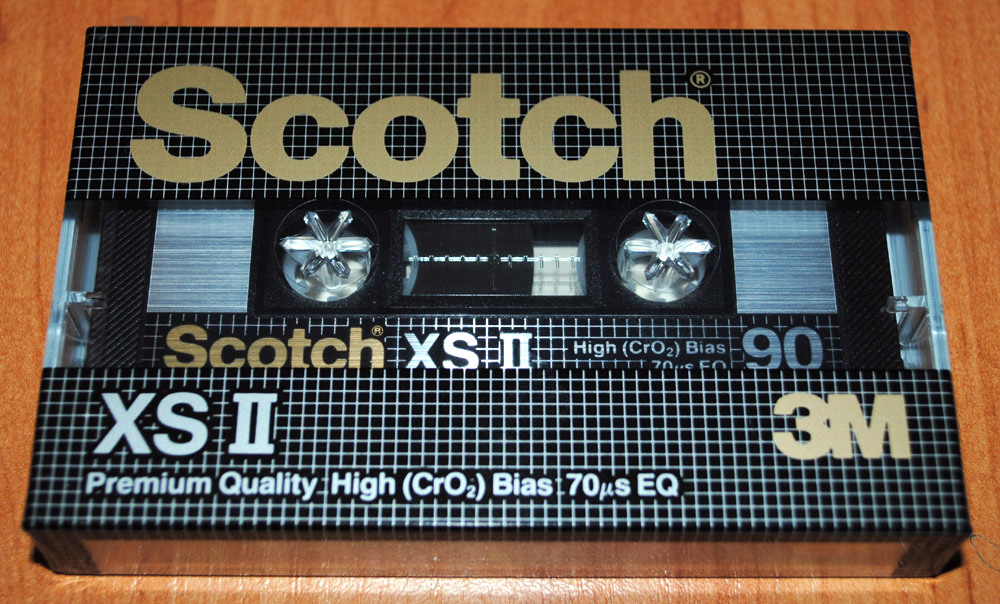 Scotch®
Scotch® XS II High (CrO₂) Bias 90
70μs EQ
XS II 3M
Premium Quality High (CrO₂) Bias 70μs EQ